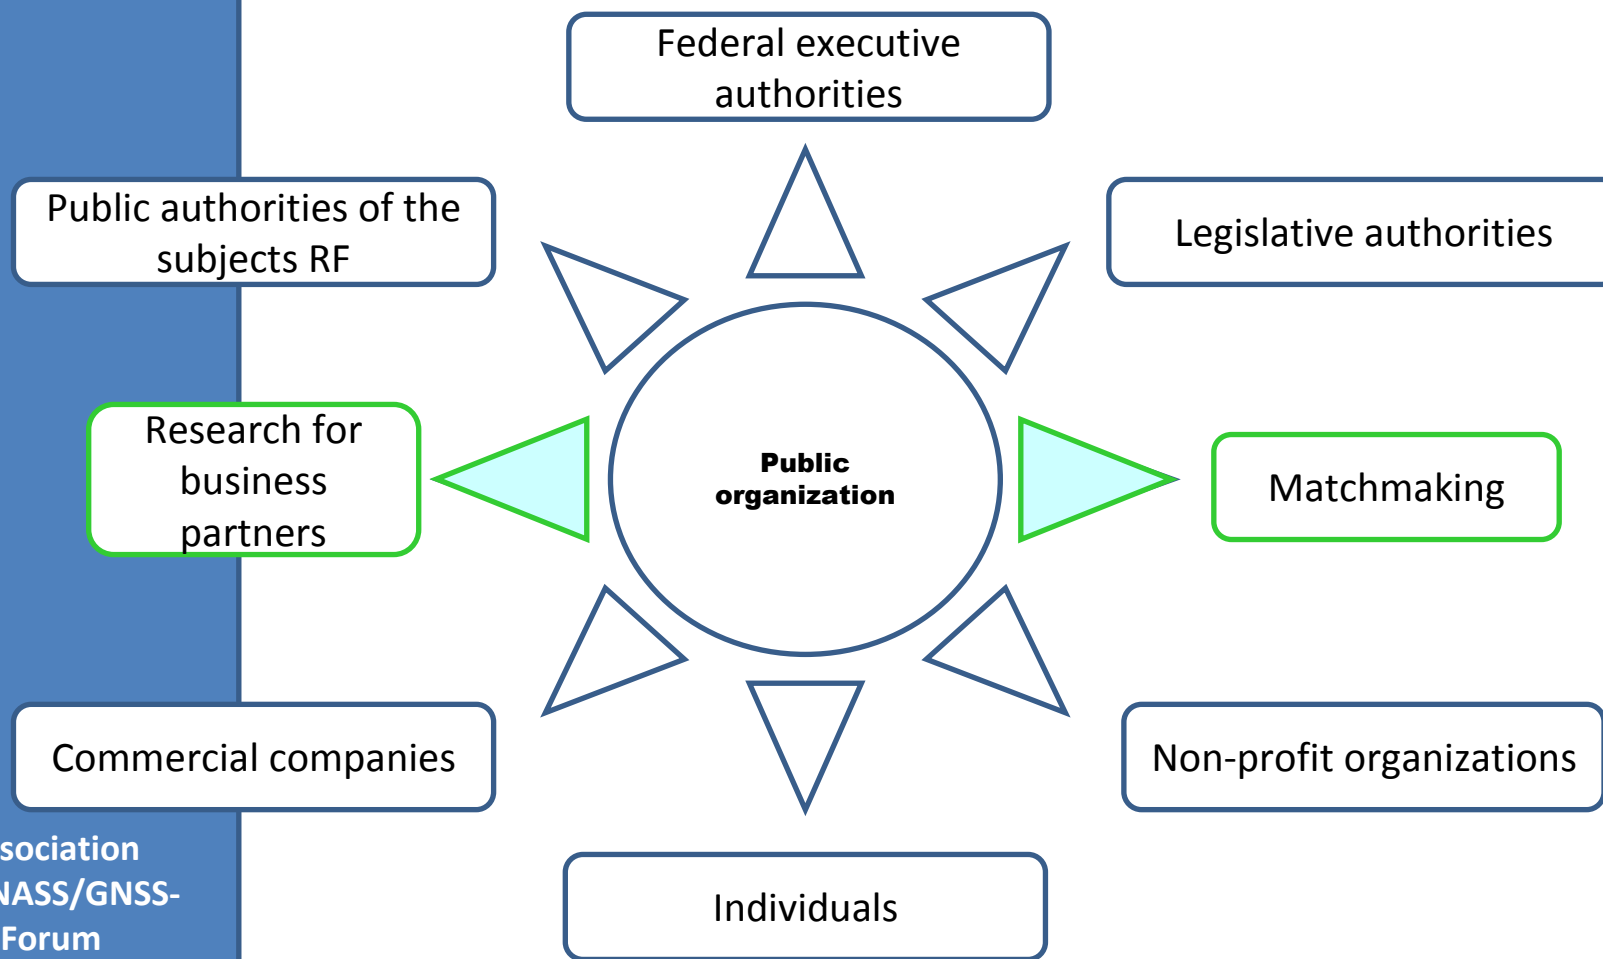 Federal executive
authorities
Public authorities of the
subjects RF
Legislative authorities
Research for
business
partners
Public
organization
Matchmaking
Commercial companies
Non-profit organizations
sociation
NASS/GNSS-
Forum
Individuals